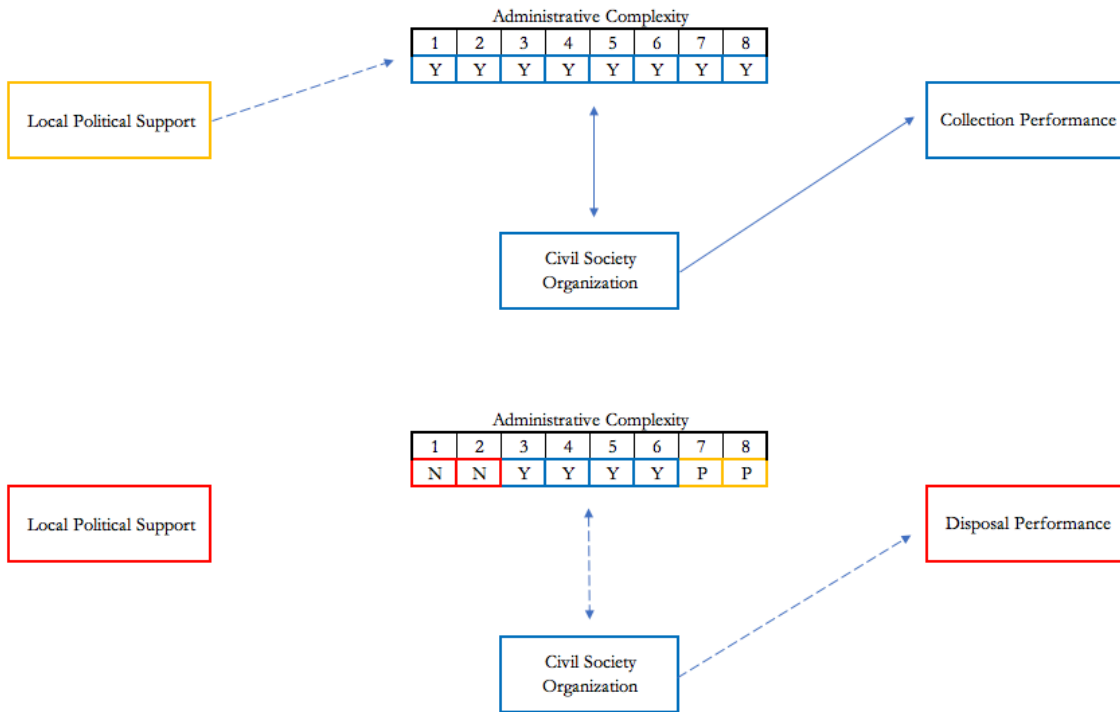 Administrative Complexity
1 2 3 4 5 6 7 8
Y Y Y Y Y Y Y Y
Local Political Support
Collection Performance
Civil Society
Organization
Administrative Complexity
1 2 3 4 5 6 7 8
N N Y Y Y Y P P
Local Political Support
Disposal Performance
Civil Society
Organization